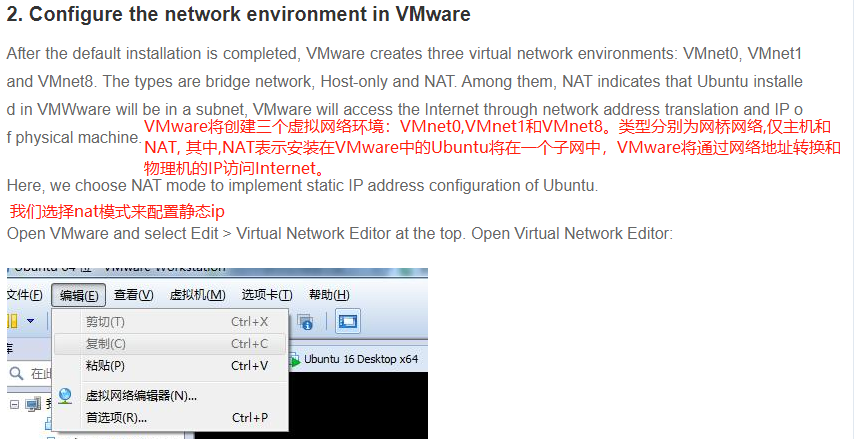 2. Configure the network environment in VMware
After the default installation is completed, VMware creates three virtual network environments: VMnet0, VMnet1
and VMnet8. The types are bridge network, Host-only and NAT. Among them, NAT indicates that Ubuntu installe
d in VMWware will be in a subnet, VMware will access the Internet through network address translation and IP o
f physical machine.
VMware将创建三个虚拟网络环境：VMnet0,VMnet1和VMnet8。类型分别为网桥网络,仅主机和
NAT, 其中,NAT表示安装在VMware中的Ubuntu将在一个子网中，VMware将通过网络地址转换和
物理机的IP访问Internet。
Here, we choose NAT mode to implement static IP address configuration of Ubuntu.
我们选择nat模式来配置静态ip
Open VMware and select Edit > Virtual Network Editor at the top. Open Virtual Network Editor:
Ubuntu 64 位 - VMware Workstation
文件(F) 编辑(E) 查看(V) 虚拟机(M) 选项卡(T) 帮助(H)
剪切(T) Ctrl+X
库 复制(C) Ctrl+C
Ubuntu 16 Desktop x64
在此 粘贴(P) Ctrl+V
虚拟网络编辑器(N)...
首选项(R)... Ctrl+P